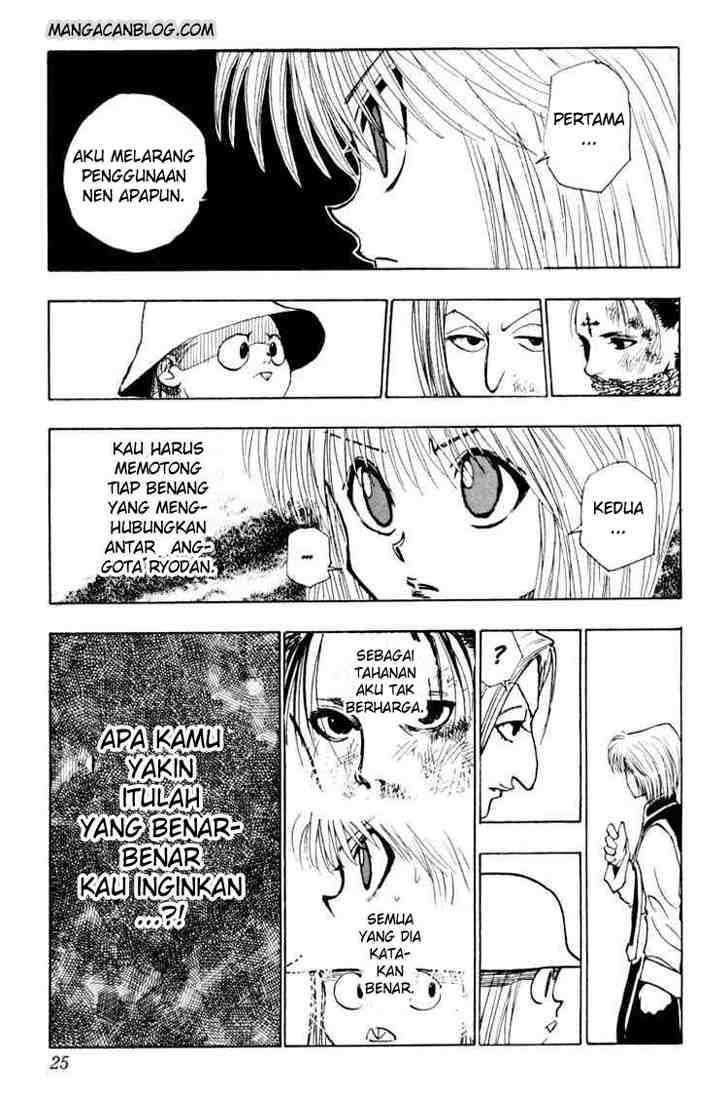 MANGACANBLOG.COM
PERTAMA
...
AKU MELARANG
PENGGUNAAN
NEN APAPUN.
KEDUA
...
...
KAU HARUS
MEMOTONG
TIAP BENANG
YANG MENG-
HUBUNGKAN
ANTAR ANG-
GOTA RYODAN.
?
SEBAGAI
TAHANAN
AKU TAK
BERHARGA.
SEMUA
YANG DIA
KATA-
KAN
BENAR.
APA KAMU
YAKIN
ITULAH
YANG BENAR-
BENAR
KAU INGINKAN
....?!
25